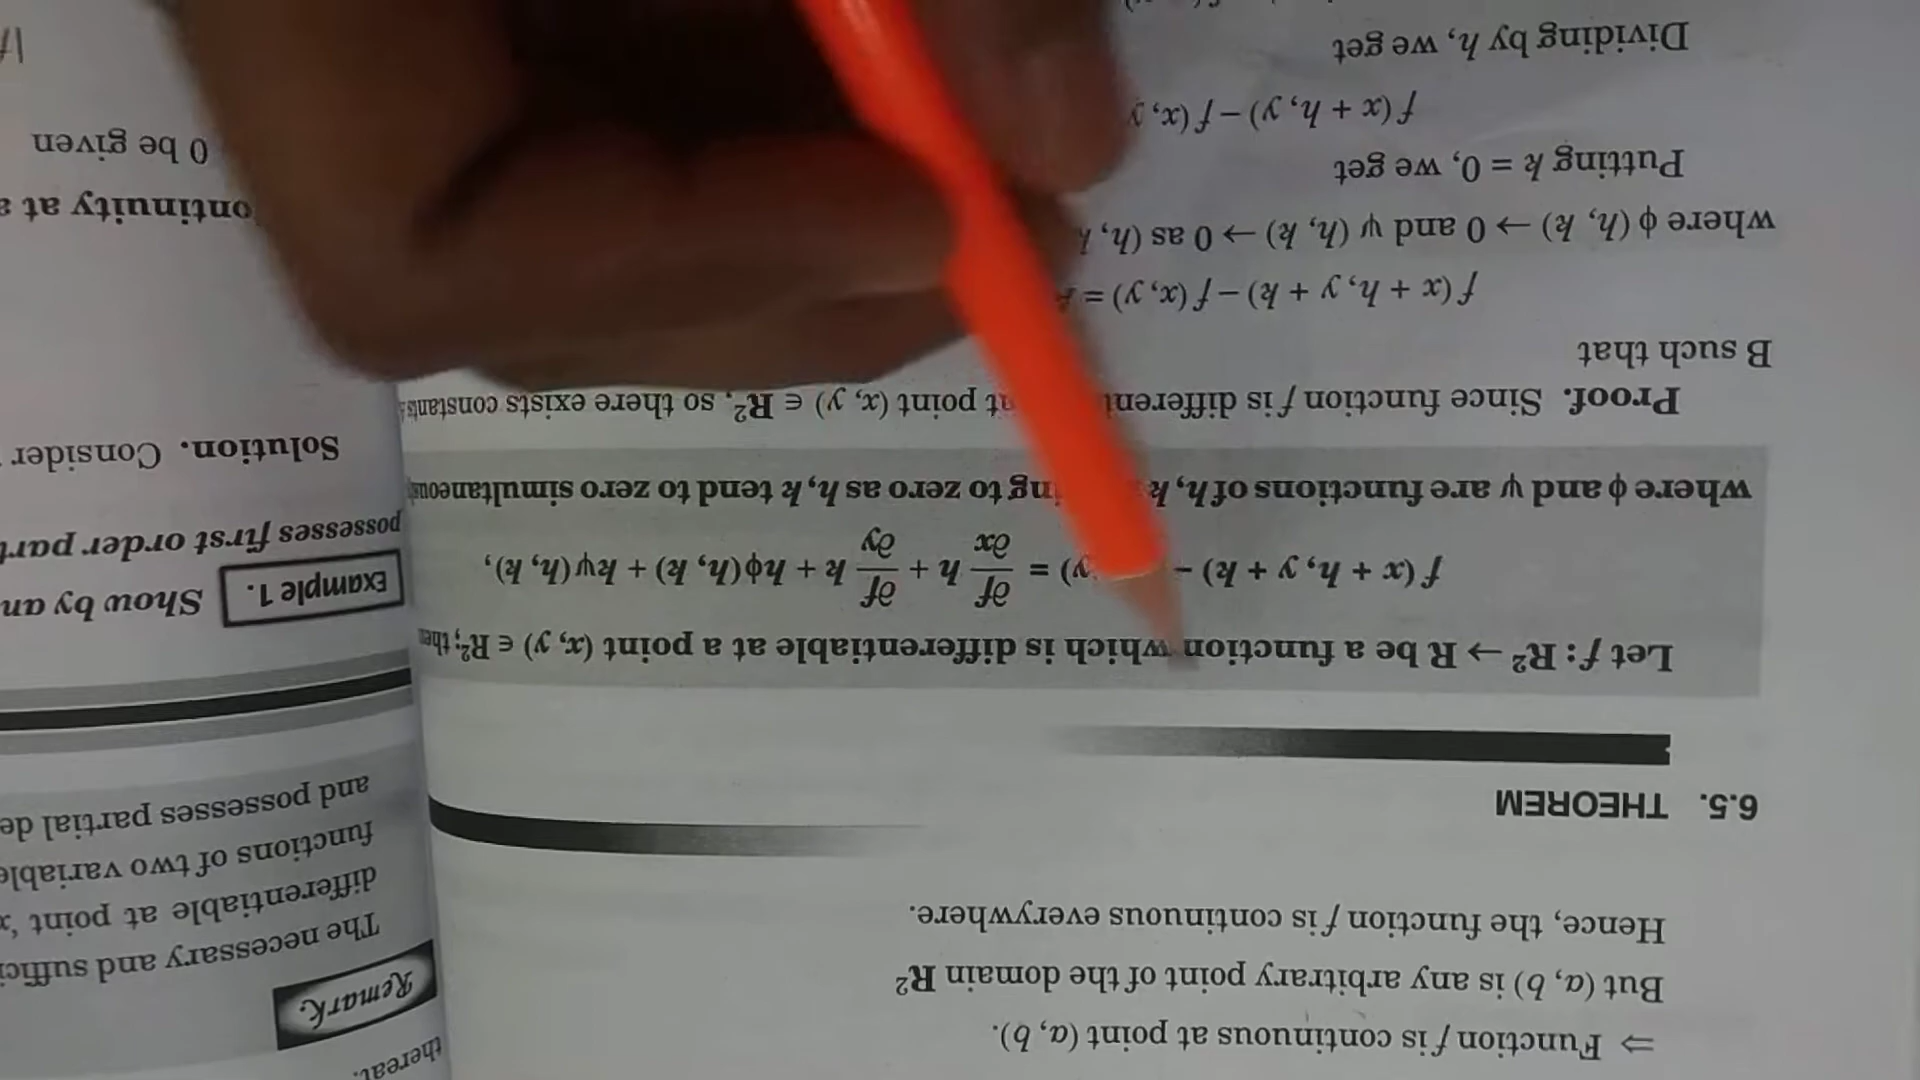 ⇒ Function f is continuous at point (a, b).
But (a, b) is any arbitrary point of the domain R²
Hence, the function f is continuous everywhere.
6.5. THEOREM
Let f : R² → R be a function which is differentiable at a point (x, y) ∈ R²; then
f (x + h, y + k) – y) = ∂f/∂x h + ∂f/∂y k + hϕ(h, k) + kψ(h, k),
where ϕ and ψ are functions of h, k to zero as h, k tend to zero simultaneous
Proof. Since function f is different point (x, y) ∈ R², so there exists constants
B such that
f (x + h, y + k) – f (x, y) =
where ϕ (h, k) → 0 and ψ (h, k) → 0 as (h,
Putting k = 0, we get
f (x + h, y) – f (x, y
Dividing by h, we get
thereat.
Remark.
The necessary and suffici
differentiable at point 'x
functions of two variable
and possesses partial de
Example 1. Show by an
possesses first order part
Solution. Consider
ontinuity at a
0 be given